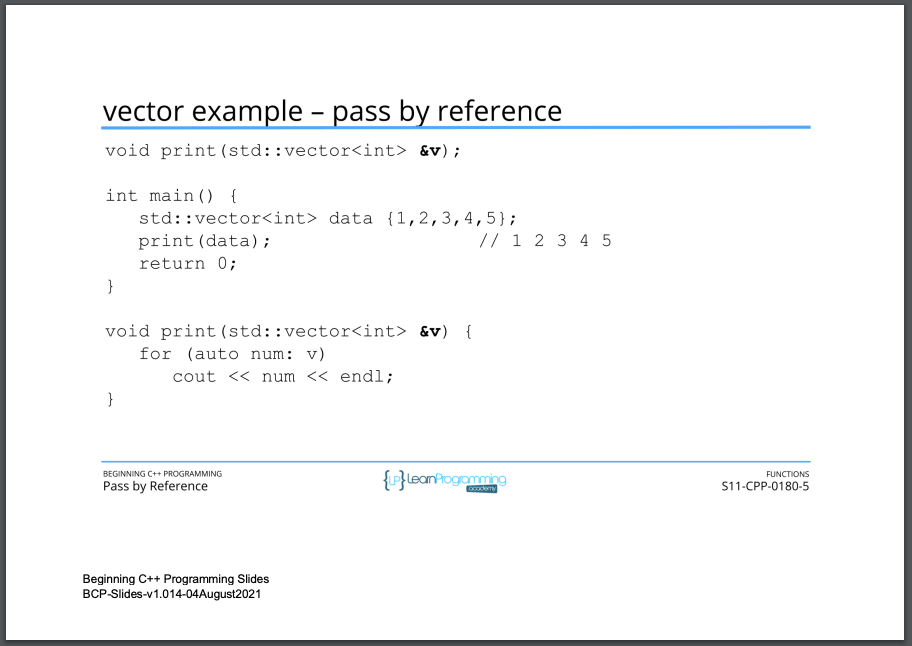 vector example – pass by reference
void print(std::vector<int> &v);
int main() {
std::vector<int> data {1,2,3,4,5};
print(data); // 1 2 3 4 5
return 0;
}
void print(std::vector<int> &v) {
for (auto num: v)
cout << num << endl;
}
BEGINNING C++ PROGRAMMING
Pass by Reference
{LP} LearnProgramming
academy
FUNCTIONS
S11-CPP-0180-5
Beginning C++ Programming Slides
BCP-Slides-v1.014-04August2021